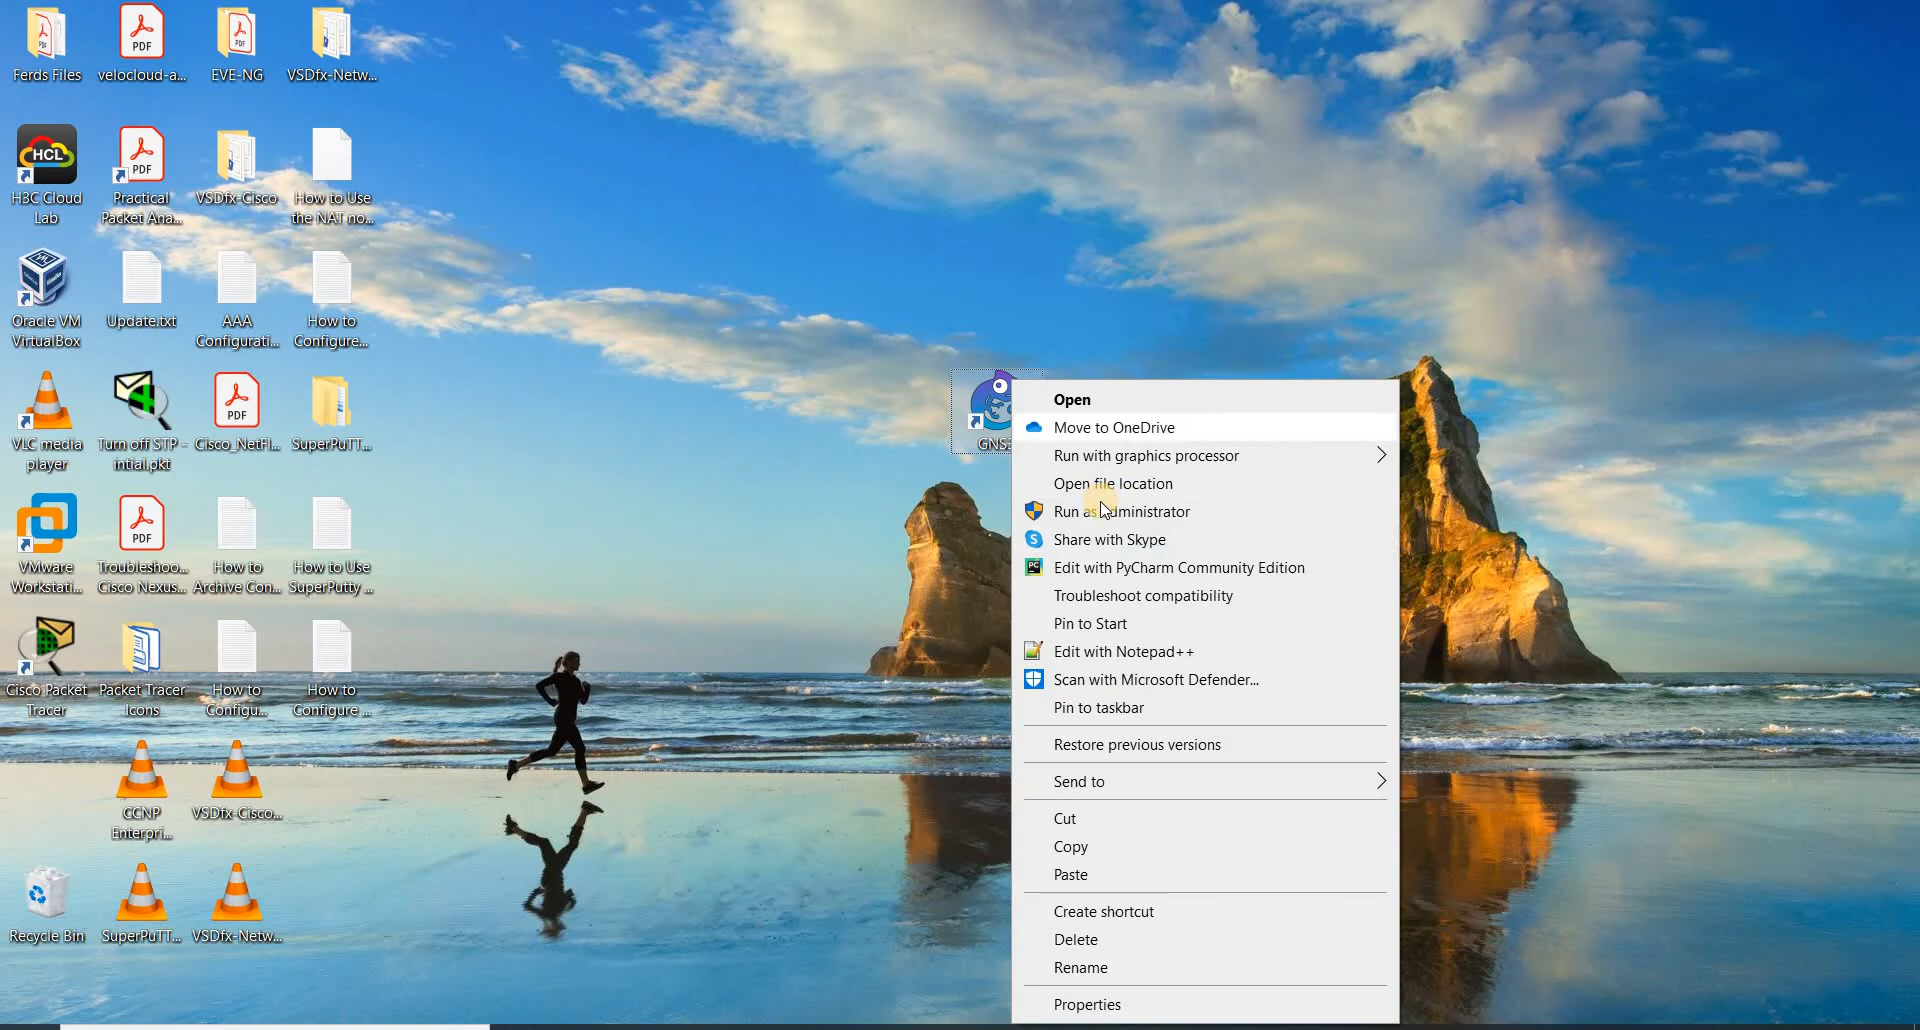 Ferds Files
velocloud-a...
EVE-NG
VSDfx-Netw...
HCL
H3C Cloud
Lab
PDF
Practical
Packet Ana...
VSDfx-Cisco
How to Use
the NAT no...
Oracle VM
VirtualBox
Update.txt
AAA
Configurati...
How to
Configure...
VLC media
player
Turn off STP -
intial.pkt
PDF
Cisco_NetFl...
SuperPuTT...
VMware
Workstati...
PDF
Troubleshoo...
Cisco Nexus...
How to
Archive Con...
How to Use
SuperPutty ...
Cisco Packet
Tracer
Packet Tracer
Icons
How to
Configu...
How to
Configure ...
CCNP
Enterpri...
VSDfx-Cisco...
Recycle Bin
SuperPuTT...
VSDfx-Netw...
PDF
GNS3
Open
Move to OneDrive
Run with graphics processor
Open file location
Run as administrator
Share with Skype
Edit with PyCharm Community Edition
Troubleshoot compatibility
Pin to Start
Edit with Notepad++
Scan with Microsoft Defender...
Pin to taskbar
Restore previous versions
Send to
Cut
Copy
Paste
Create shortcut
Delete
Rename
Properties